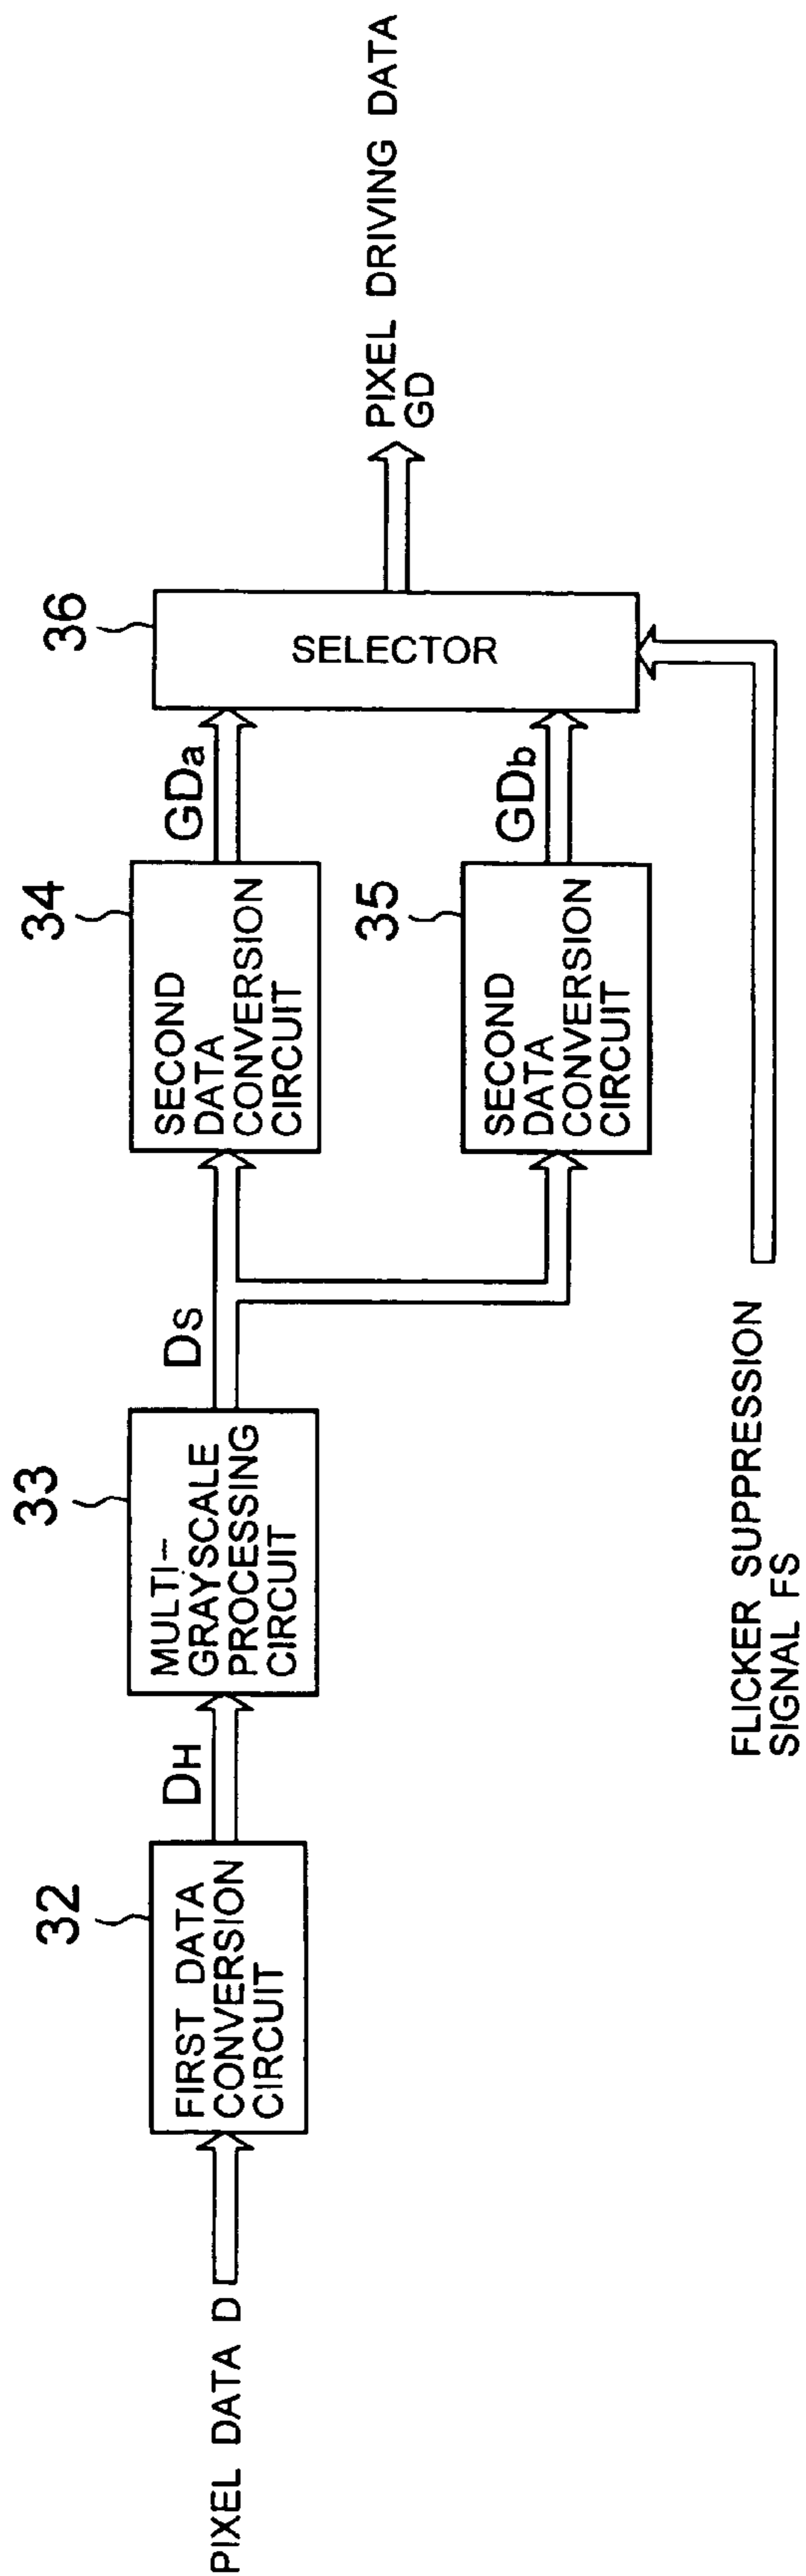 PIXEL DATA D
32
FIRST DATA
CONVERSION
CIRCUIT
DH
33
MULTI-
GRAYSCALE
PROCESSING
CIRCUIT
DS
34
SECOND
DATA
CONVERSION
CIRCUIT
GDa
35
SECOND
DATA
CONVERSION
CIRCUIT
GDb
36
SELECTOR
FLICKER SUPPRESSION
SIGNAL FS
PIXEL DRIVING DATA
GD